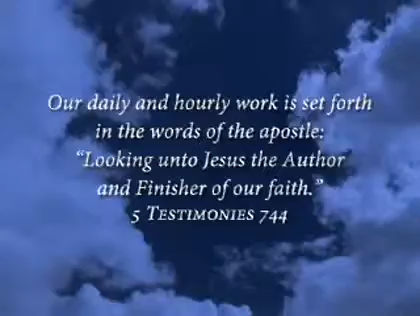 Our daily and hourly work is set forth
in the words of the apostle:
“Looking unto Jesus the Author
and Finisher of our faith.”
5 Testimonies 744